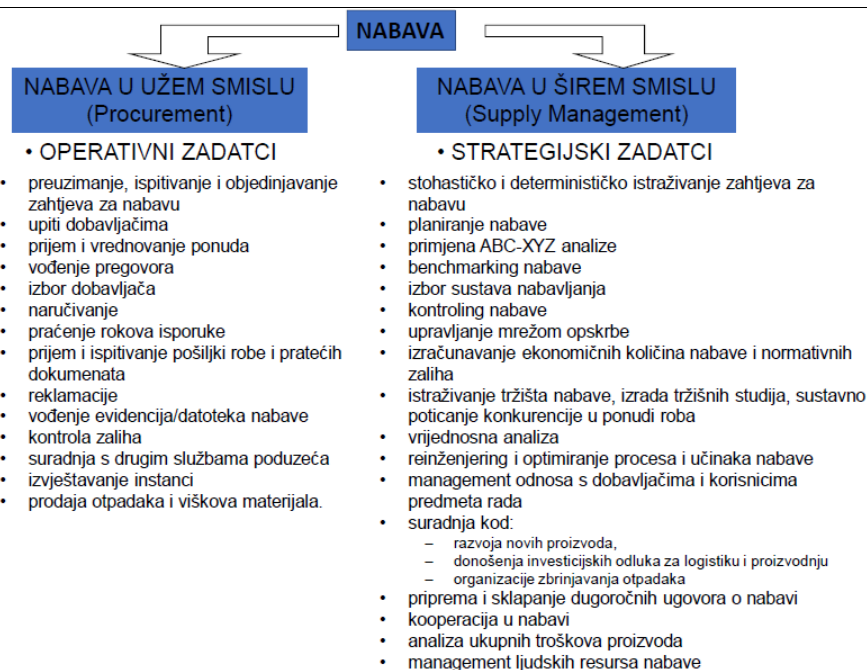 NABAVA
NABAVA U UŽEM SMISLU
(Procurement)
• OPERATIVNI ZADATCI
• preuzimanje, ispitivanje i objedinjavanje
zahtjeva za nabavu
• upiti dobavljačima
• prijem i vrednovanje ponuda
• vođenje pregovora
• izbor dobavljača
• naručivanje
• praćenje rokova isporuke
• prijem i ispitivanje pošiljki robe i pratećih
dokumenata
• reklamacije
• vođenje evidencija/datoteka nabave
• kontrola zaliha
• suradnja s drugim službama poduzeća
• izvještavanje instanci
• prodaja otpadaka i viškova materijala.
NABAVA U ŠIREM SMISLU
(Supply Management)
• STRATEGIJSKI ZADATCI
• stohastičko i determinističko istraživanje zahtjeva za
nabavu
• planiranje nabave
• primjena ABC-XYZ analize
• benchmarking nabave
• izbor sustava nabavljanja
• kontroling nabave
• upravljanje mrežom opskrbe
• izračunavanje ekonomičnih količina nabave i normativnih
zaliha
• istraživanje tržišta nabave, izrada tržišnih studija, sustavno
poticanje konkurencije u ponudi roba
• vrijednosna analiza
• reinženjering i optimiranje procesa i učinaka nabave
• management odnosa s dobavljačima i korisnicima
predmeta rada
• suradnja kod:
– razvoja novih proizvoda,
– donošenja investicijskih odluka za logistiku i proizvodnju
– organizacije zbrinjavanja otpadaka
• priprema i sklapanje dugoročnih ugovora o nabavi
• kooperacija u nabavi
• analiza ukupnih troškova proizvoda
• management ljudskih resursa nabave